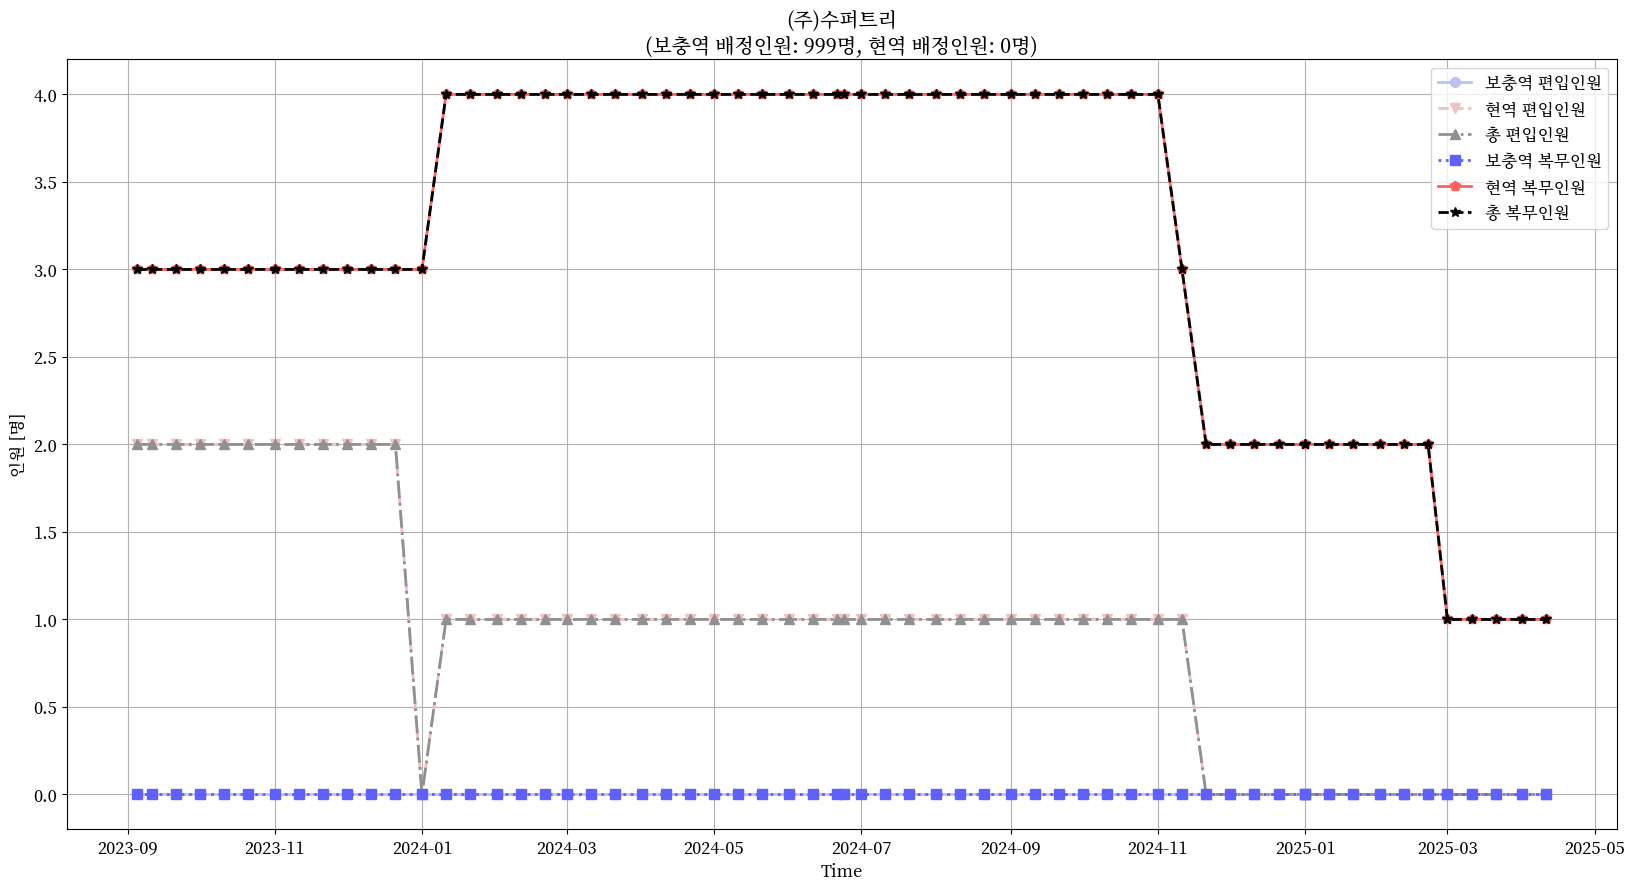 (주)수퍼트리
(보충역 배정인원: 999명, 현역 배정인원: 0명)
보충역 편입인원
현역 편입인원
총 편입인원
보충역 복무인원
현역 복무인원
총 복무인원
인원 [명]
4.0
3.5
3.0
2.5
2.0
1.5
1.0
0.5
0.0
2023-09 2023-11 2024-01 2024-03 2024-05 2024-07 2024-09 2024-11 2025-01 2025-03 2025-05
Time